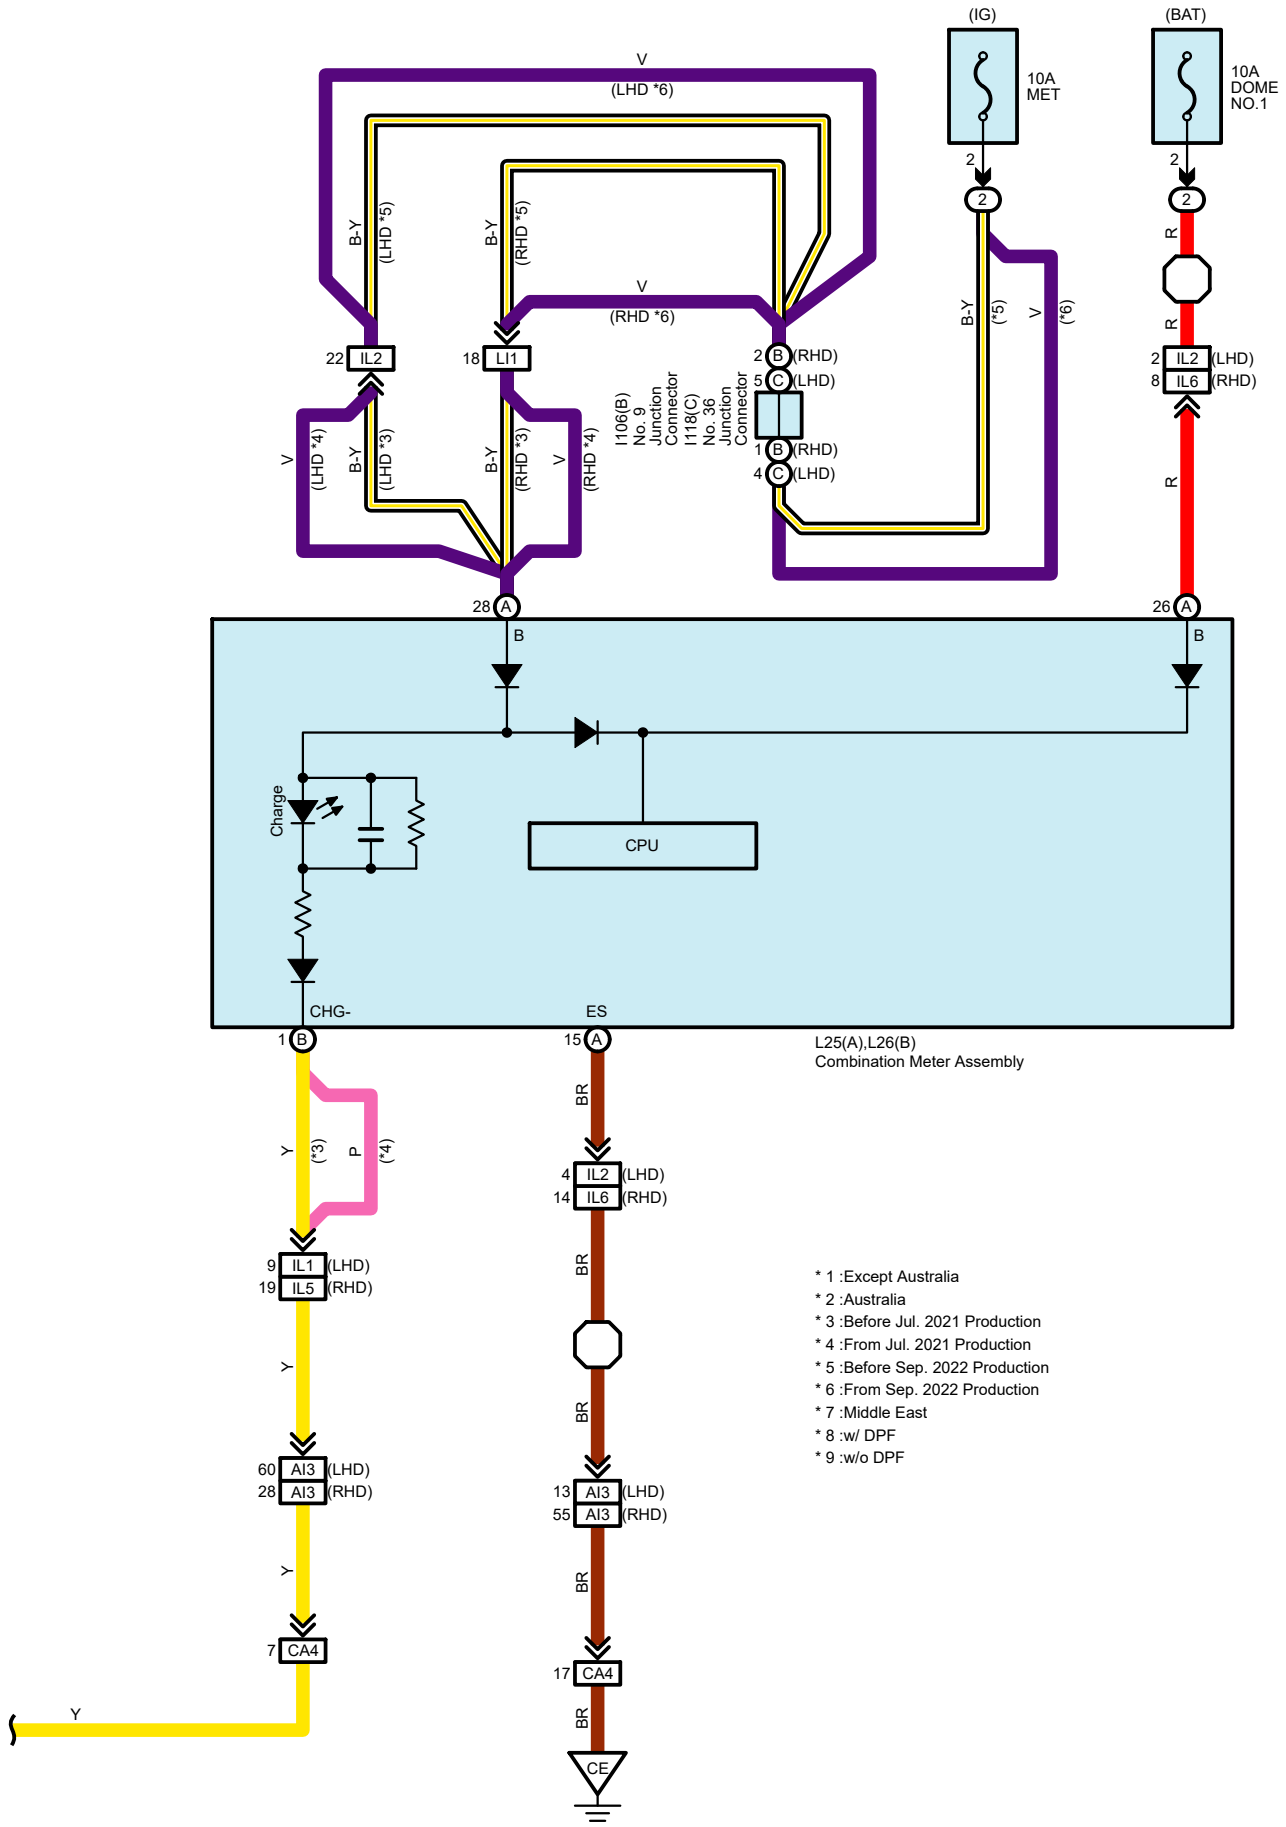 (IG)
(BAT)
10A
MET
10A
DOME
NO.1
2
2
2
2
V
(LHD *6)
B-Y
(LHD *5)
B-Y
(RHD *5)
V
(RHD *6)
B-Y
(*5)
V
(*6)
R
R
22 IL2
18 LI1
2 B (RHD)
5 C (LHD)
I106(B)
No. 9
Junction
Connector
I118(C)
No. 36
Junction
Connector
1 B (RHD)
4 C (LHD)
2 IL2 (LHD)
8 IL6 (RHD)
V
(LHD *4)
B-Y
(LHD *3)
B-Y
(RHD *3)
V
(RHD *4)
R
28 A
26 A
B
B
Charge
CPU
CHG-
ES
1 B
15 A
L25(A),L26(B)
Combination Meter Assembly
Y
(*3)
P
(*4)
BR
4 IL2 (LHD)
14 IL6 (RHD)
9 IL1 (LHD)
19 IL5 (RHD)
BR
Y
BR
60 AI3 (LHD)
28 AI3 (RHD)
13 AI3 (LHD)
55 AI3 (RHD)
Y
BR
7 CA4
17 CA4
Y
BR
CE
* 1 :Except Australia
* 2 :Australia
* 3 :Before Jul. 2021 Production
* 4 :From Jul. 2021 Production
* 5 :Before Sep. 2022 Production
* 6 :From Sep. 2022 Production
* 7 :Middle East
* 8 :w/ DPF
* 9 :w/o DPF